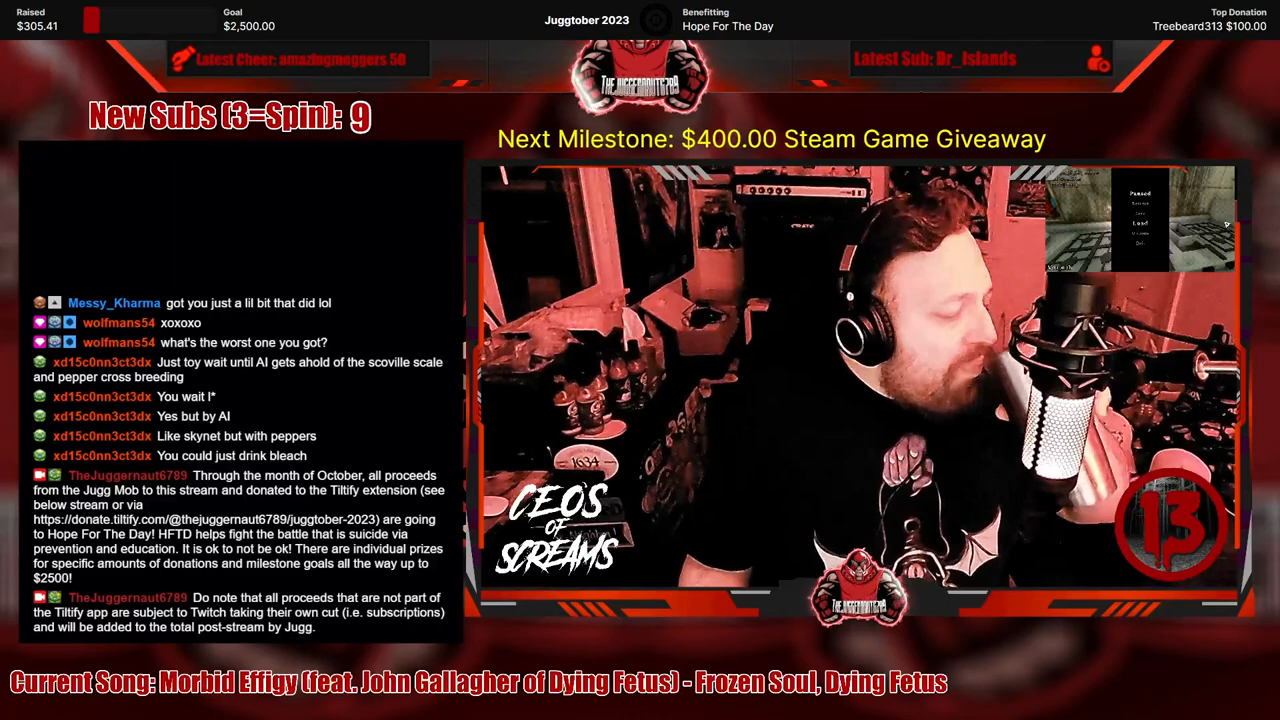 Raised
$305.41
Goal
$2,500.00
Juggtober 2023
Benefitting
Hope For The Day
Top Donation
Treebeard313 $100.00
Latest Cheer: amazingmoggers 50
THEJUGGERNAUT6789
Latest Sub: Dr_Islands
New Subs (3=Spin): 9
Next Milestone: $400.00 Steam Game Giveaway
Messy_Kharma got you just a lil bit that did lol
wolfmans54 xoxoxo
wolfmans54 what's the worst one you got?
xd15c0nn3ct3dx Just toy wait until AI gets ahold of the scoville scale
and pepper cross breeding
xd15c0nn3ct3dx You wait I*
xd15c0nn3ct3dx Yes but by AI
xd15c0nn3ct3dx Like skynet but with peppers
xd15c0nn3ct3dx You could just drink bleach
TheJuggernaut6789 Through the month of October, all proceeds
from the Jugg Mob to this stream and donated to the Tiltify extension (see
below stream or via
https://donate.tiltify.com/@thejuggernaut6789/juggtober-2023) are going
to Hope For The Day! HFTD helps fight the battle that is suicide via
prevention and education. It is ok to not be ok! There are individual prizes
for specific amounts of donations and milestone goals all the way up to
$2500!
TheJuggernaut6789 Do note that all proceeds that are not part of
the Tiltify app are subject to Twitch taking their own cut (i.e. subscriptions)
and will be added to the total post-stream by Jugg.
CRATE
Paused
Load
1634
CEO'S
OF
SCREAMS
13
THEJUGGERNAUT6789
Current Song: Morbid Effigy (feat. John Gallagher of Dying Fetus) - Frozen Soul, Dying Fetus